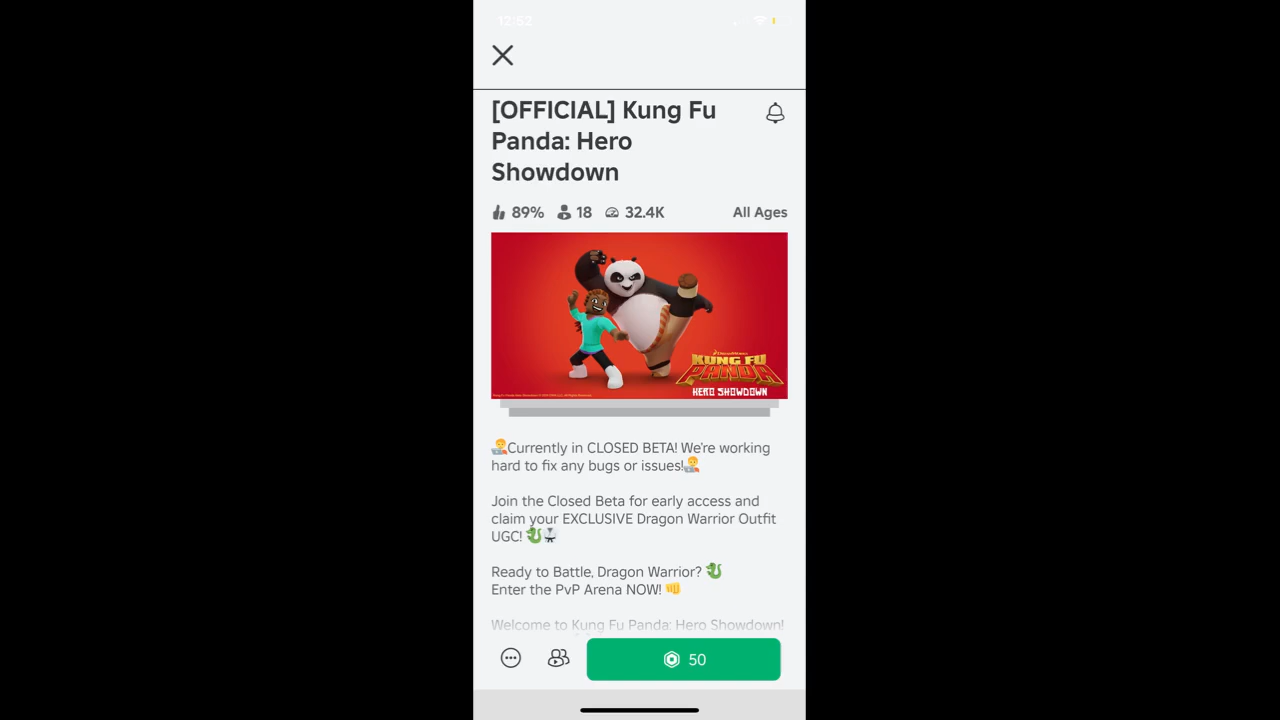 12:52
[OFFICIAL] Kung Fu
Panda: Hero
Showdown
89% 18 32.4K All Ages
KUNG FU
PANDA
HERO SHOWDOWN
Currently in CLOSED BETA! We're working
hard to fix any bugs or issues!
Join the Closed Beta for early access and
claim your EXCLUSIVE Dragon Warrior Outfit
UGC!
Ready to Battle, Dragon Warrior?
Enter the PvP Arena NOW!
Welcome to Kung Fu Panda: Hero Showdown!
50